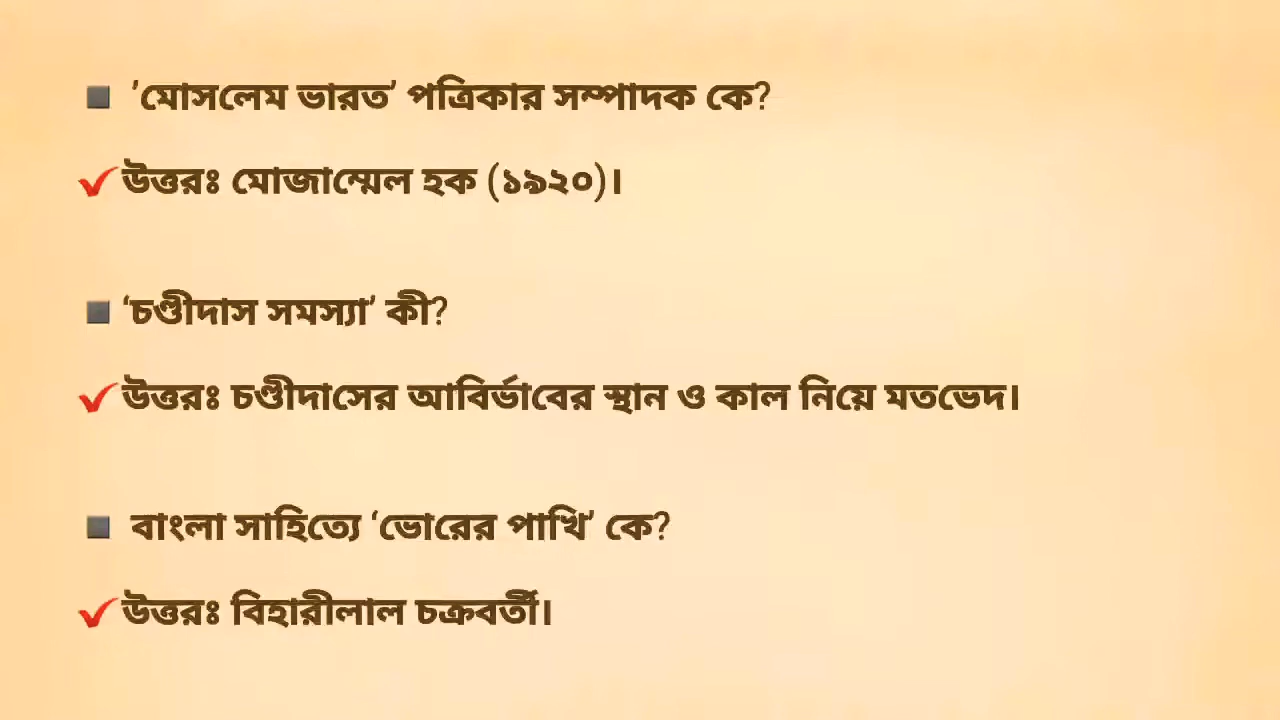 'মোসলেম ভারত' পত্রিকার সম্পাদক কে?
উত্তরঃ মোজাম্মেল হক (১৯২০)।
‘চণ্ডীদাস সমস্যা’ কী?
উত্তরঃ চণ্ডীদাসের আবির্ভাবের স্থান ও কাল নিয়ে মতভেদ।
বাংলা সাহিত্যে ‘ভোরের পাখি’ কে?
উত্তরঃ বিহারীলাল চক্রবর্তী।